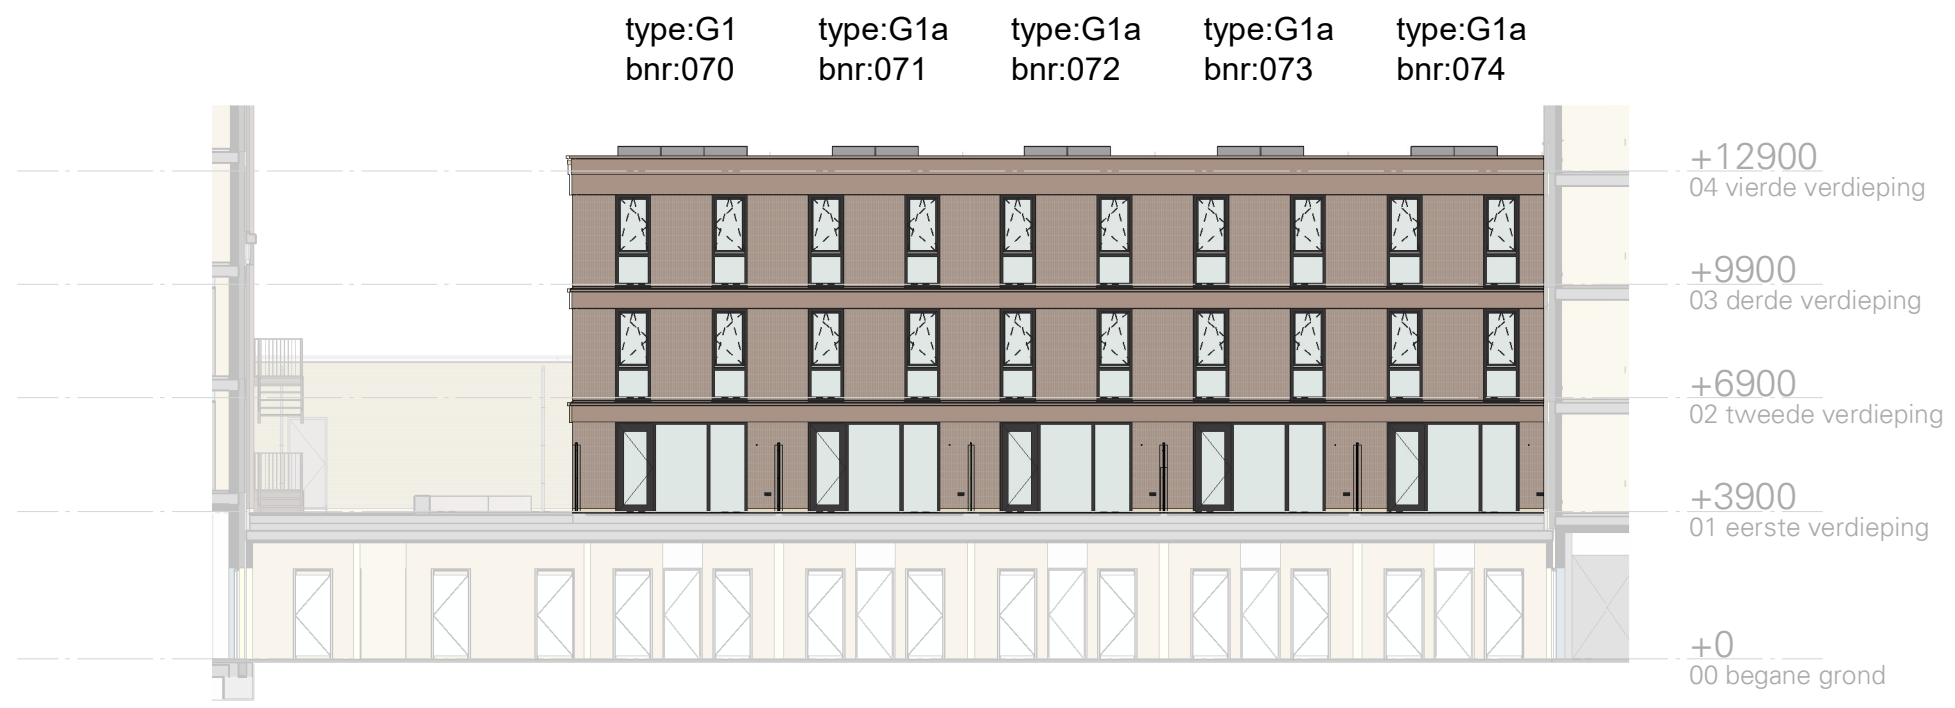 type:G1
bnr:070
type:G1a
bnr:071
type:G1a
bnr:072
type:G1a
bnr:073
type:G1a
bnr:074
+12900
04 vierde verdieping
+9900
03 derde verdieping
+6900
02 tweede verdieping
+3900
01 eerste verdieping
+0
00 begane grond